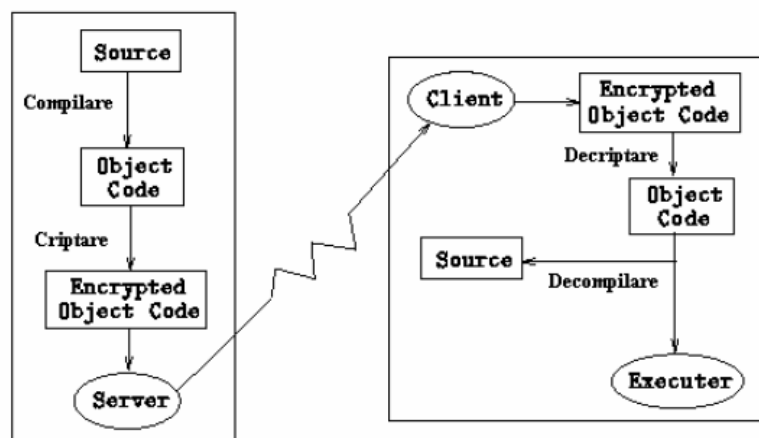 Source
Compilare
Object
Code
Criptare
Encrypted
Object Code
Server
Client
Encrypted
Object Code
Decriptare
Object
Code
Source
Decompilare
Executer